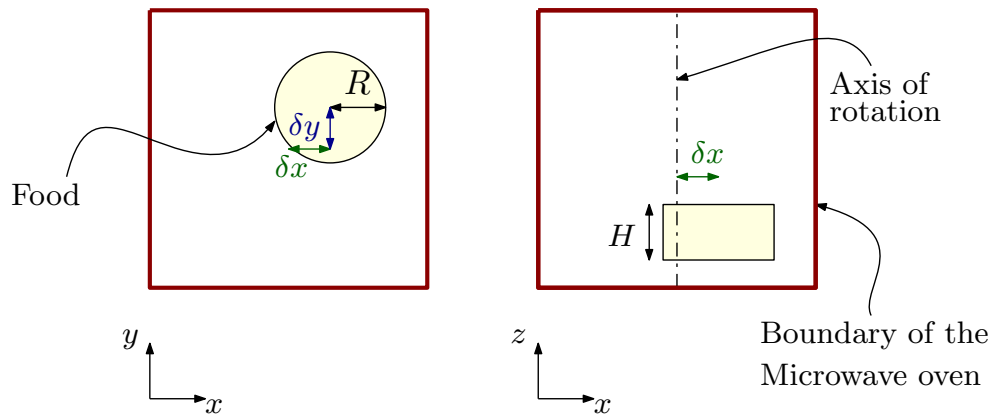 R
δy
δx
Food
y
x
Axis of
rotation
δx
H
Boundary of the
Microwave oven
z
x